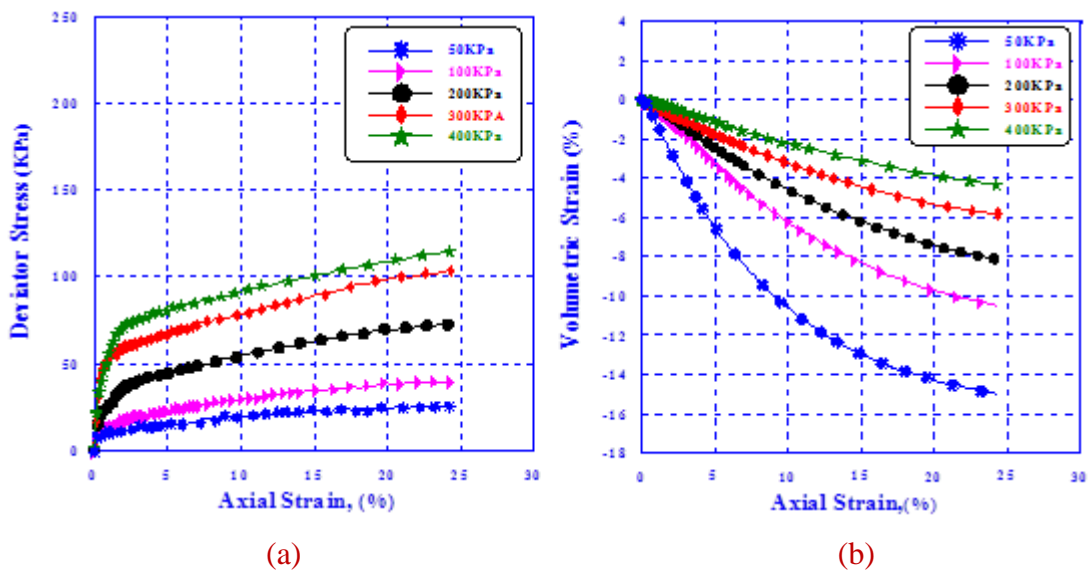 250
200
150
100
50
0
0 5 10 15 20 25 30
Deviator Stress (KPa)
Axial Strain, (%)
50KPa
100KPa
200KPa
300KPA
400KPa
(a)
4
2
0
-2
-4
-6
-8
-10
-12
-14
-16
-18
0 5 10 15 20 25 30
Volumetric Strain (%)
Axial Strain,(%)
50KPa
100KPa
200KPa
300KPa
400KPa
(b)